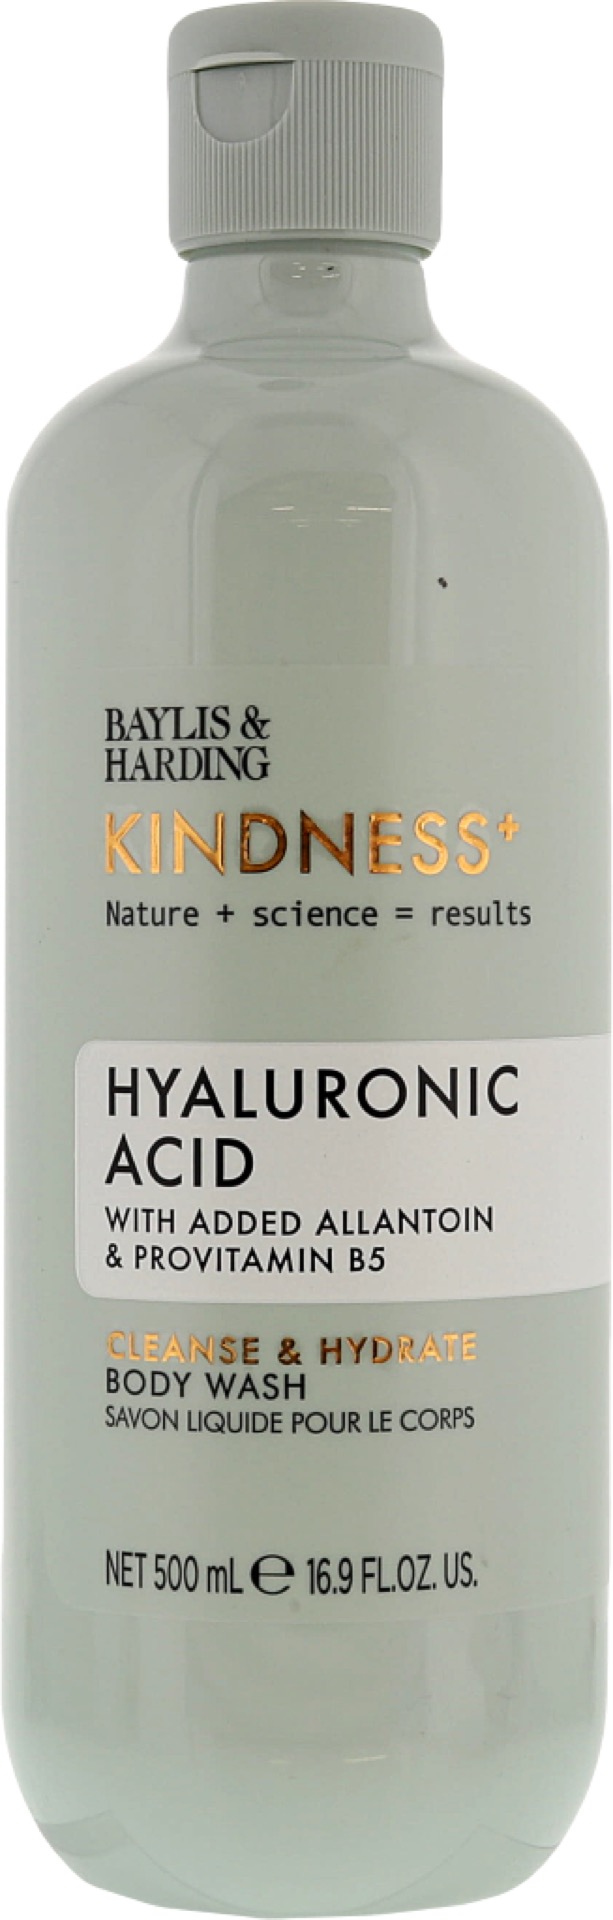 BAYLIS &
HARDING
KINDNESS+
Nature + science = results
HYALURONIC
ACID
WITH ADDED ALLANTOIN
& PROVITAMIN B5
CLEANSE & HYDRATE
BODY WASH
SAVON LIQUIDE POUR LE CORPS
NET 500 mL ℮ 16.9 FL.OZ. US.